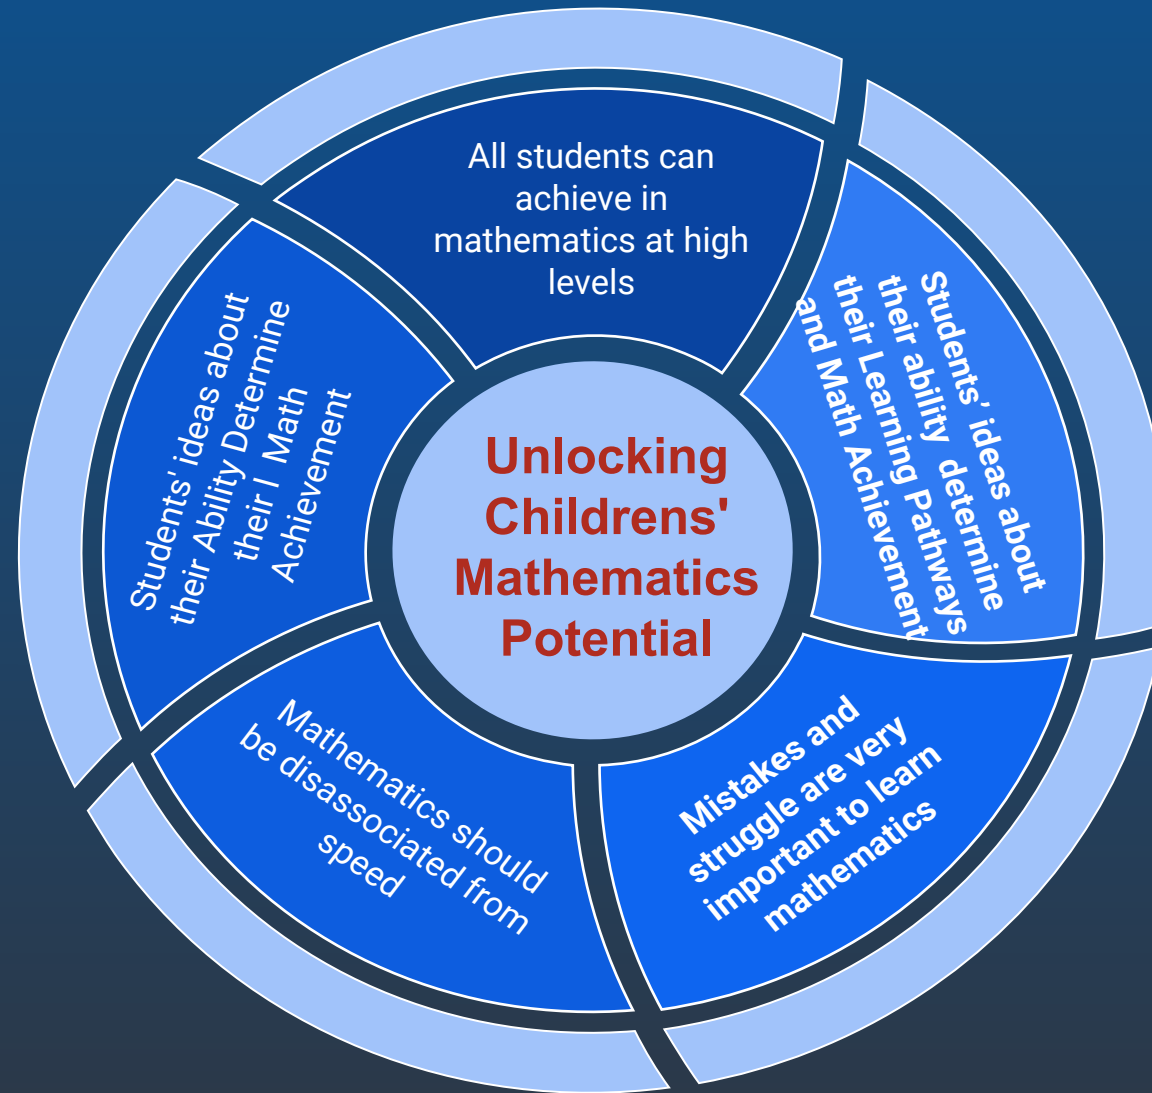 All students can
achieve in
mathematics at high
levels
Students' ideas about
their ability determine
their Learning Pathways
and Math Achievement
Mistakes and
struggle are very
important to learn
mathematics
Mathematics should
be disassociated from
speed
Students' ideas about
their Ability Determine
their l Math
Achievement
Unlocking
Childrens'
Mathematics
Potential